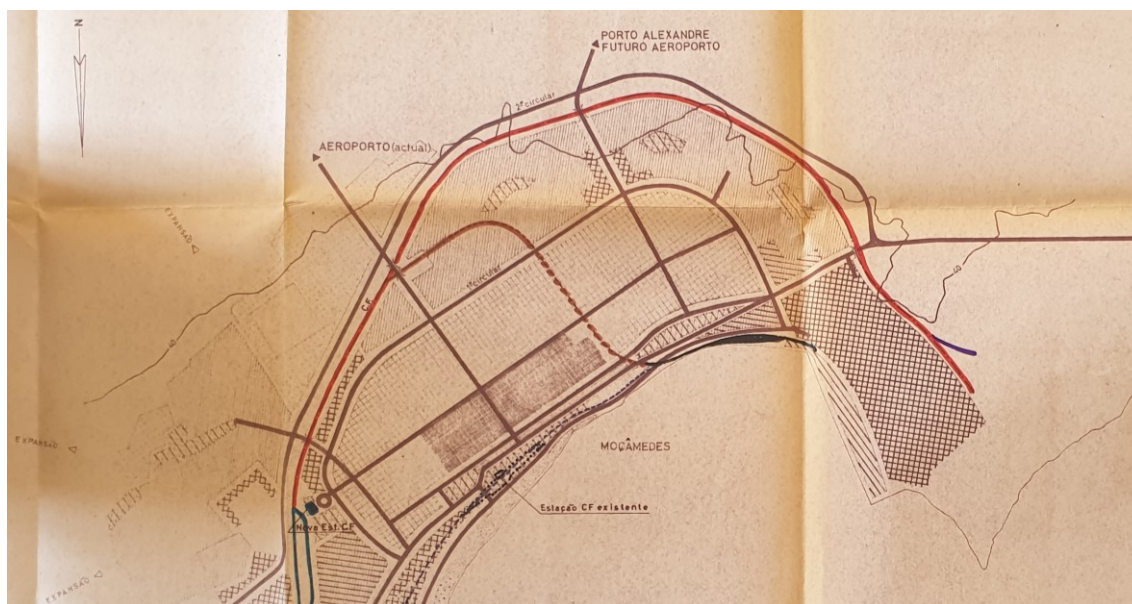 N
PORTO ALEXANDRE
FUTURO AEROPORTO
2ª circular
AEROPORTO (actual)
EXPANSÃO
1ª circular
C.F.
EXPANSÃO
MOÇÂMEDES
Estação CF existente
Nova Est. CF
EXPANSÃO